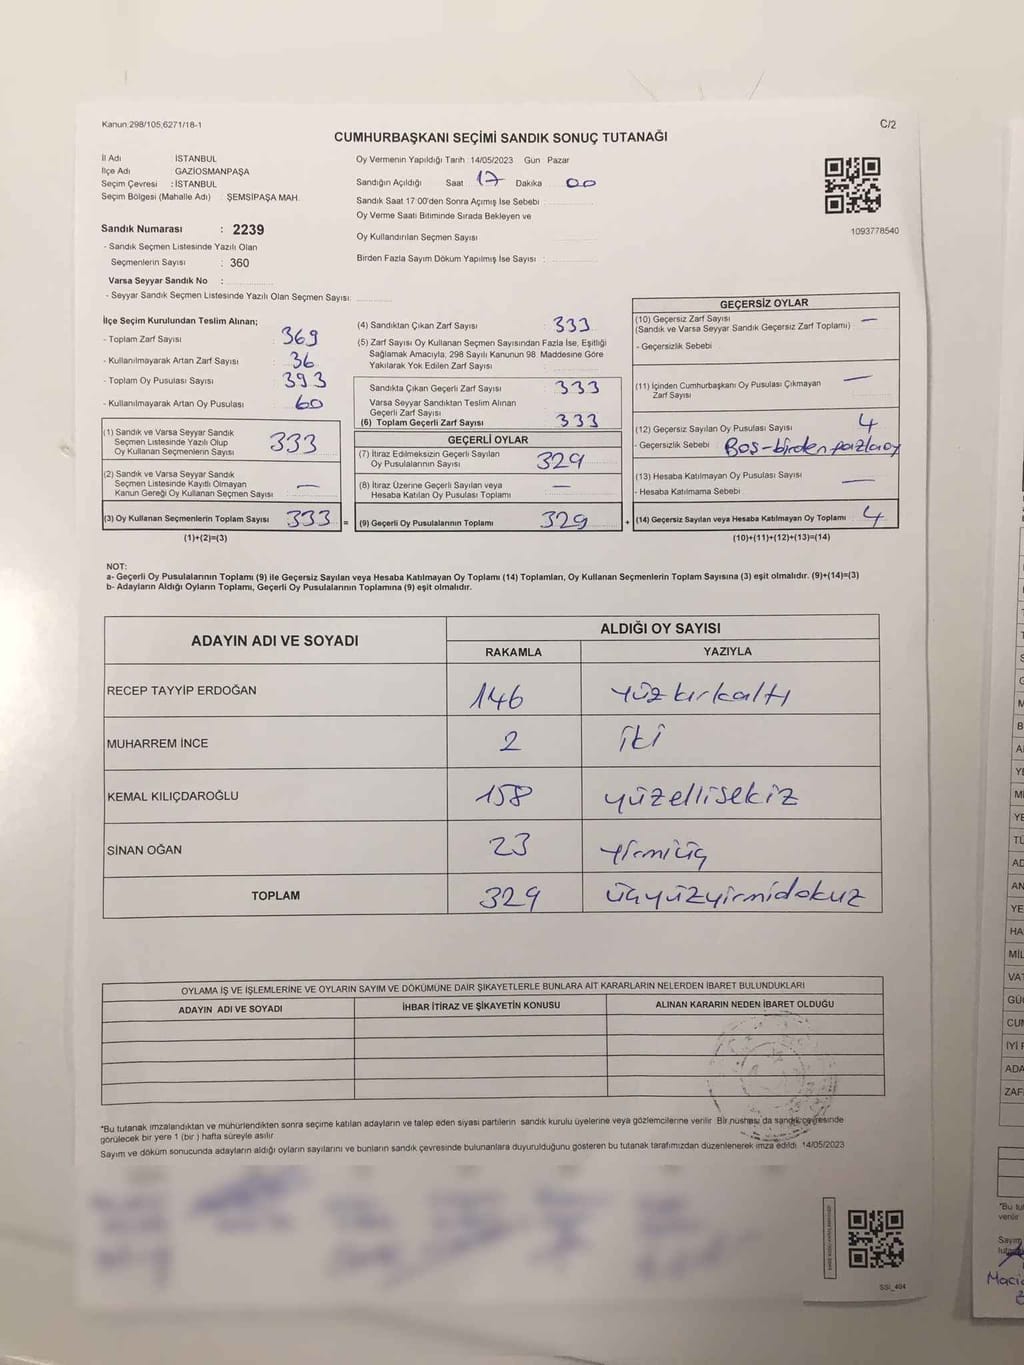 Kanun:298/105,6271/18-1
C/2
CUMHURBAŞKANI SEÇİMİ SANDIK SONUÇ TUTANAĞI
İl Adı İSTANBUL
İlçe Adı GAZİOSMANPAŞA
Seçim Çevresi : İSTANBUL
Seçim Bölgesi (Mahalle Adı) ŞEMSİPAŞA MAH.
Sandık Numarası : 2239
- Sandık Seçmen Listesinde Yazılı Olan
Seçmenlerin Sayısı : 360
Varsa Seyyar Sandık No :
- Seyyar Sandık Seçmen Listesinde Yazılı Olan Seçmen Sayısı:
Oy Vermenin Yapıldığı Tarih :14/05/2023 Gün Pazar
Sandığın Açıldığı Saat 17 Dakika 00
Sandık Saat 17:00'den Sonra Açılmış İse Sebebi :
Oy Verme Saati Bitiminde Sırada Bekleyen ve
Oy Kullandırılan Seçmen Sayısı
Birden Fazla Sayım Döküm Yapılmış İse Sayısı :
1093778540
İlçe Seçim Kurulundan Teslim Alınan;
- Toplam Zarf Sayısı : 369
- Kullanılmayarak Artan Zarf Sayısı : 36
- Toplam Oy Pusulası Sayısı : 393
- Kullanılmayarak Artan Oy Pusulası : 60
(1) Sandık ve Varsa Seyyar Sandık
Seçmen Listesinde Yazılı Olup
Oy Kullanan Seçmenlerin Sayısı 333
(2) Sandık ve Varsa Seyyar Sandık
Seçmen Listesinde Kayıtlı Olmayan
Kanun Gereği Oy Kullanan Seçmen Sayısı —
(3) Oy Kullanan Seçmenlerin Toplam Sayısı 333 =
(1)+(2)=(3)
(4) Sandıktan Çıkan Zarf Sayısı : 333
(5) Zarf Sayısı Oy Kullanan Seçmen Sayısından Fazla İse, Eşitliği
Sağlamak Amacıyla, 298 Sayılı Kanunun 98. Maddesine Göre
Yakılarak Yok Edilen Zarf Sayısı
Sandıkta Çıkan Geçerli Zarf Sayısı : 333
Varsa Seyyar Sandıktan Teslim Alınan
Geçerli Zarf Sayısı
(6) Toplam Geçerli Zarf Sayısı : 333
GEÇERLİ OYLAR
(7) İtiraz Edilmeksizin Geçerli Sayılan
Oy Pusulalarının Sayısı 329
(8) İtiraz Üzerine Geçerli Sayılan veya
Hesaba Katılan Oy Pusulası Toplamı —
(9) Geçerli Oy Pusulalarının Toplamı 329 +
GEÇERSİZ OYLAR
(10) Geçersiz Zarf Sayısı —
(Sandık ve Varsa Seyyar Sandık Geçersiz Zarf Toplamı)
- Geçersizlik Sebebi
(11) İçinden Cumhurbaşkanı Oy Pusulası Çıkmayan —
Zarf Sayısı
(12) Geçersiz Sayılan Oy Pusulası Sayısı 4
- Geçersizlik Sebebi : Boş-birden fazla oy
(13) Hesaba Katılmayan Oy Pusulası Sayısı —
- Hesaba Katılmama Sebebi
(14) Geçersiz Sayılan veya Hesaba Katılmayan Oy Toplamı 4
(10)+(11)+(12)+(13)=(14)
NOT:
a- Geçerli Oy Pusulalarının Toplamı (9) ile Geçersiz Sayılan veya Hesaba Katılmayan Oy Toplamı (14) Toplamları, Oy Kullanan Seçmenlerin Toplam Sayısına (3) eşit olmalıdır. (9)+(14)=(3)
b- Adayların Aldığı Oyların Toplamı, Geçerli Oy Pusulalarının Toplamına (9) eşit olmalıdır.
ADAYIN ADI VE SOYADI ALDIĞI OY SAYISI
RAKAMLA YAZIYLA
RECEP TAYYİP ERDOĞAN 146 yüzkırkaltı
MUHARREM İNCE 2 iki
KEMAL KILIÇDAROĞLU 158 yüzellisekiz
SİNAN OĞAN 23 yirmiüç
TOPLAM 329 üçyüzyirmidokuz
OYLAMA İŞ VE İŞLEMLERİNE VE OYLARIN SAYIM VE DÖKÜMÜNE DAİR ŞİKAYETLERLE BUNLARA AİT KARARLARIN NELERDEN İBARET BULUNDUKLARI
ADAYIN ADI VE SOYADI İHBAR İTİRAZ VE ŞİKAYETİN KONUSU ALINAN KARARIN NEDEN İBARET OLDUĞU
*Bu tutanak imzalandıktan ve mühürlendikten sonra seçime katılan adayların ve talep eden siyasi partilerin sandık kurulu üyelerine veya gözlemcilerine verilir. Bir nushası da sandık çevresinde
görülecek bir yere 1 (bir ) hafta süreyle asılır.
Sayım ve döküm sonucunda adayların aldığı oyların sayılarını ve bunların sandık çevresinde bulunanlara duyurulduğunu gösteren bu tutanak tarafımızdan düzenlenerek imza edildi. 14/05/2023
SSİ_404